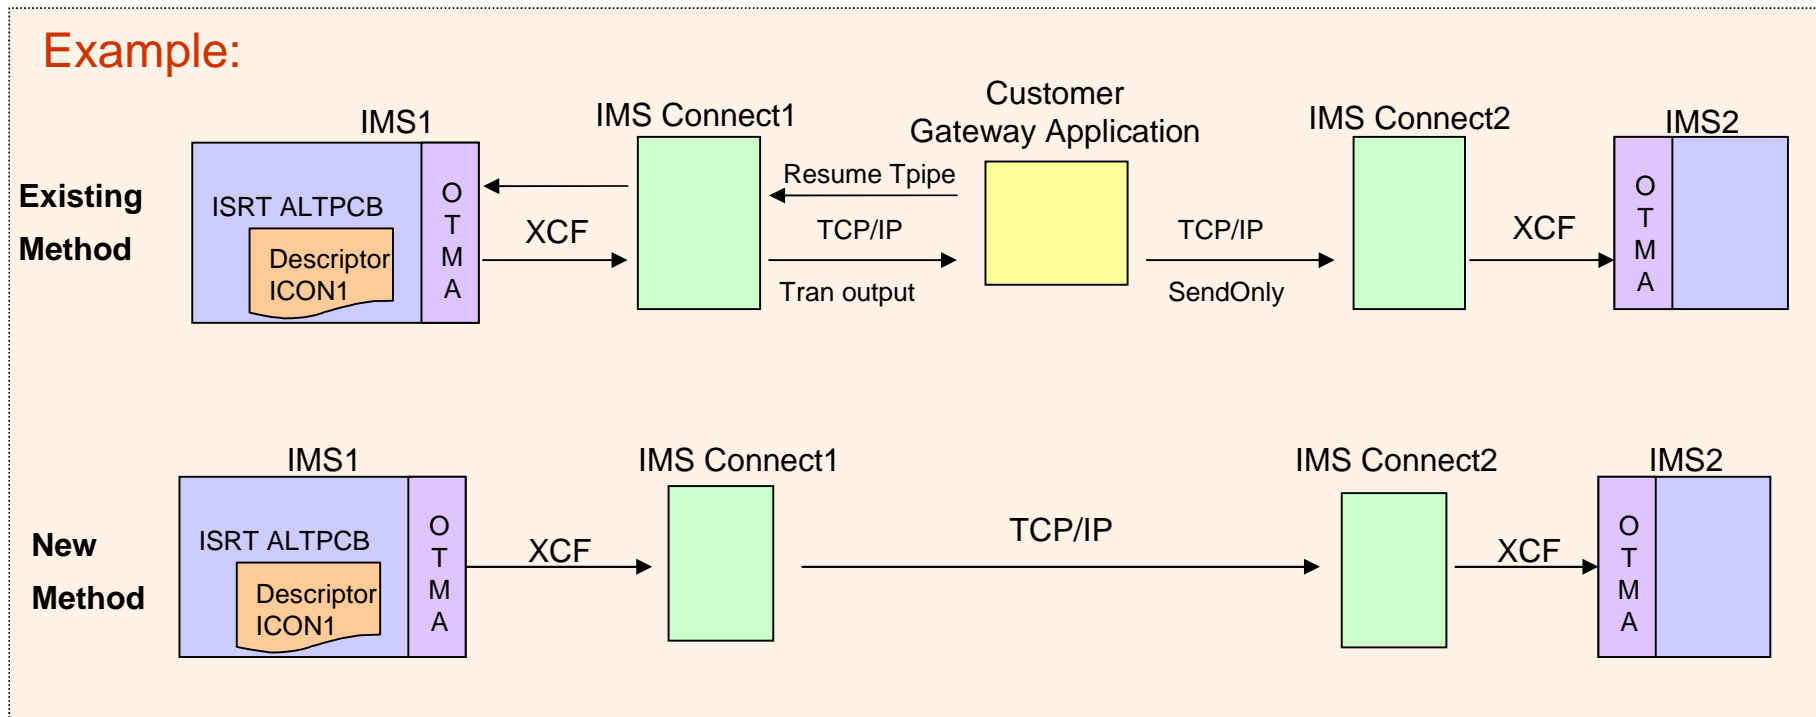 Example:
IMS1
IMS Connect1
Customer
Gateway Application
IMS Connect2
IMS2
Existing
Method
ISRT ALTPCB
Descriptor
ICON1
O
T
M
A
XCF
Resume Tpipe
TCP/IP
Tran output
TCP/IP
SendOnly
XCF
O
T
M
A
IMS1
IMS Connect1
IMS Connect2
IMS2
New
Method
ISRT ALTPCB
Descriptor
ICON1
O
T
M
A
XCF
TCP/IP
XCF
O
T
M
A